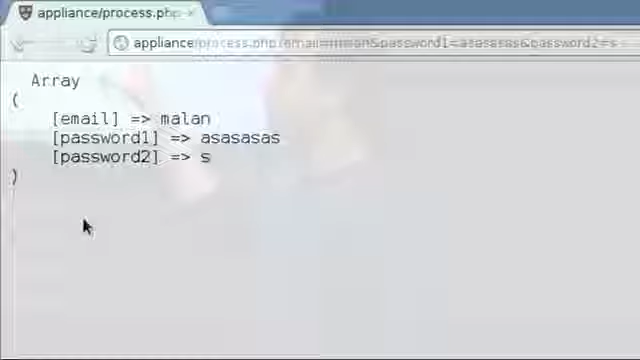 appliance/process.php
appliance/process.php?email=malan&password1=asasasas&password2=s
Array
(
[email] => malan
[password1] => asasasas
[password2] => s
)